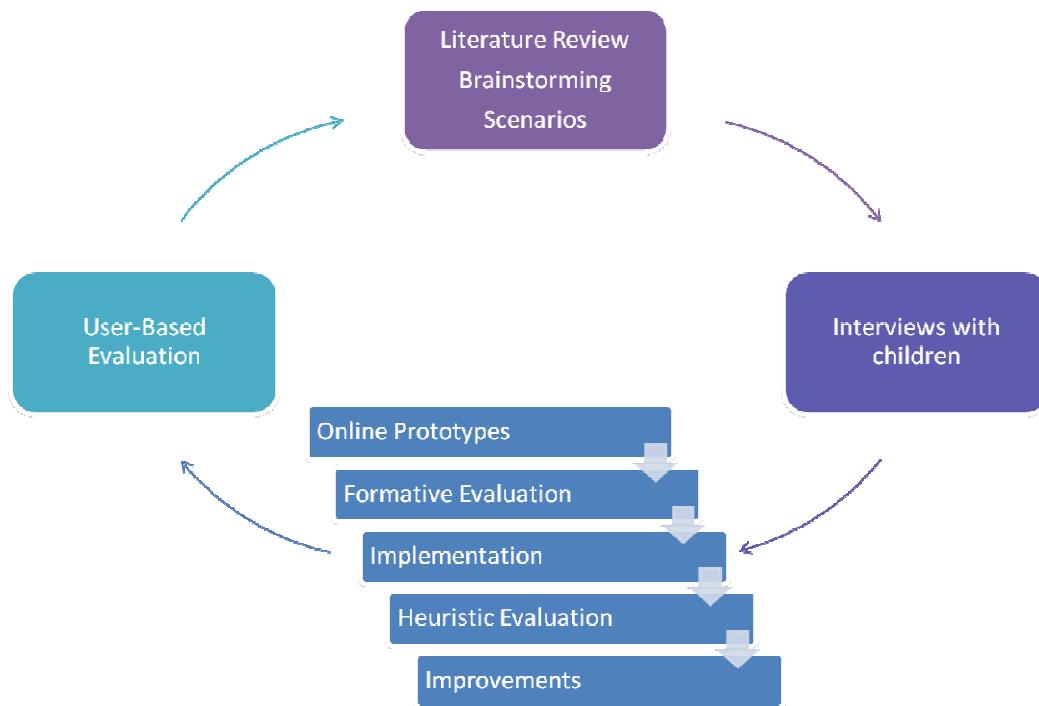 Literature Review
Brainstorming
Scenarios
Interviews with
children
Online Prototypes
Formative Evaluation
Implementation
Heuristic Evaluation
Improvements
User-Based
Evaluation